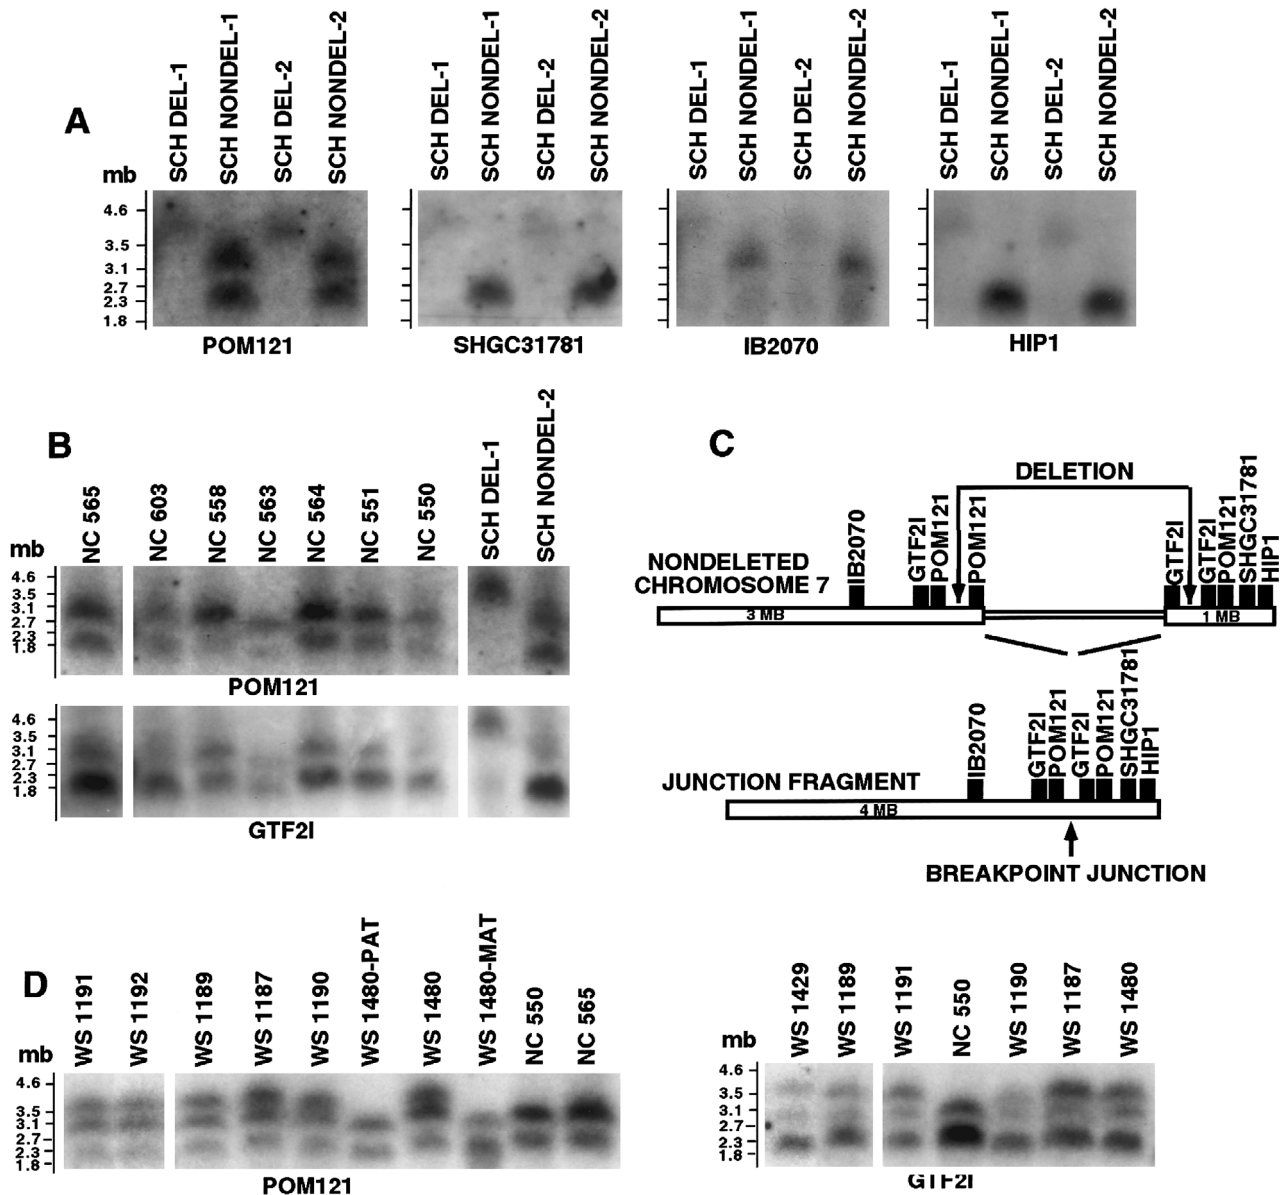 A
mb
SCH DEL-1
SCH NONDEL-1
SCH DEL-2
SCH NONDEL-2
SCH DEL-1
SCH NONDEL-1
SCH DEL-2
SCH NONDEL-2
SCH DEL-1
SCH NONDEL-1
SCH DEL-2
SCH NONDEL-2
SCH DEL-1
SCH NONDEL-1
SCH DEL-2
SCH NONDEL-2
4.6
3.5
3.1
2.7
2.3
1.8
POM121
SHGC31781
IB2070
HIP1
B
mb
NC 565
NC 603
NC 558
NC 563
NC 564
NC 551
NC 550
SCH DEL-1
SCH NONDEL-2
4.6
3.5
3.1
2.7
2.3
1.8
POM121
4.6
3.5
3.1
2.7
2.3
1.8
GTF2I
C
DELETION
NONDELETED
CHROMOSOME 7
IB2070
GTF2I
POM121
POM121
GTF2I
GTF2I
POM121
SHGC31781
HIP1
3 MB
1 MB
JUNCTION FRAGMENT
IB2070
GTF2I
POM121
GTF2I
POM121
SHGC31781
HIP1
4 MB
BREAKPOINT JUNCTION
D
mb
WS 1191
WS 1192
WS 1189
WS 1187
WS 1190
WS 1480-PAT
WS 1480
WS 1480-MAT
NC 550
NC 565
4.6
3.5
3.1
2.7
2.3
1.8
POM121
mb
WS 1429
WS 1189
WS 1191
NC 550
WS 1190
WS 1187
WS 1480
4.6
3.5
3.1
2.7
2.3
1.8
GTF2I